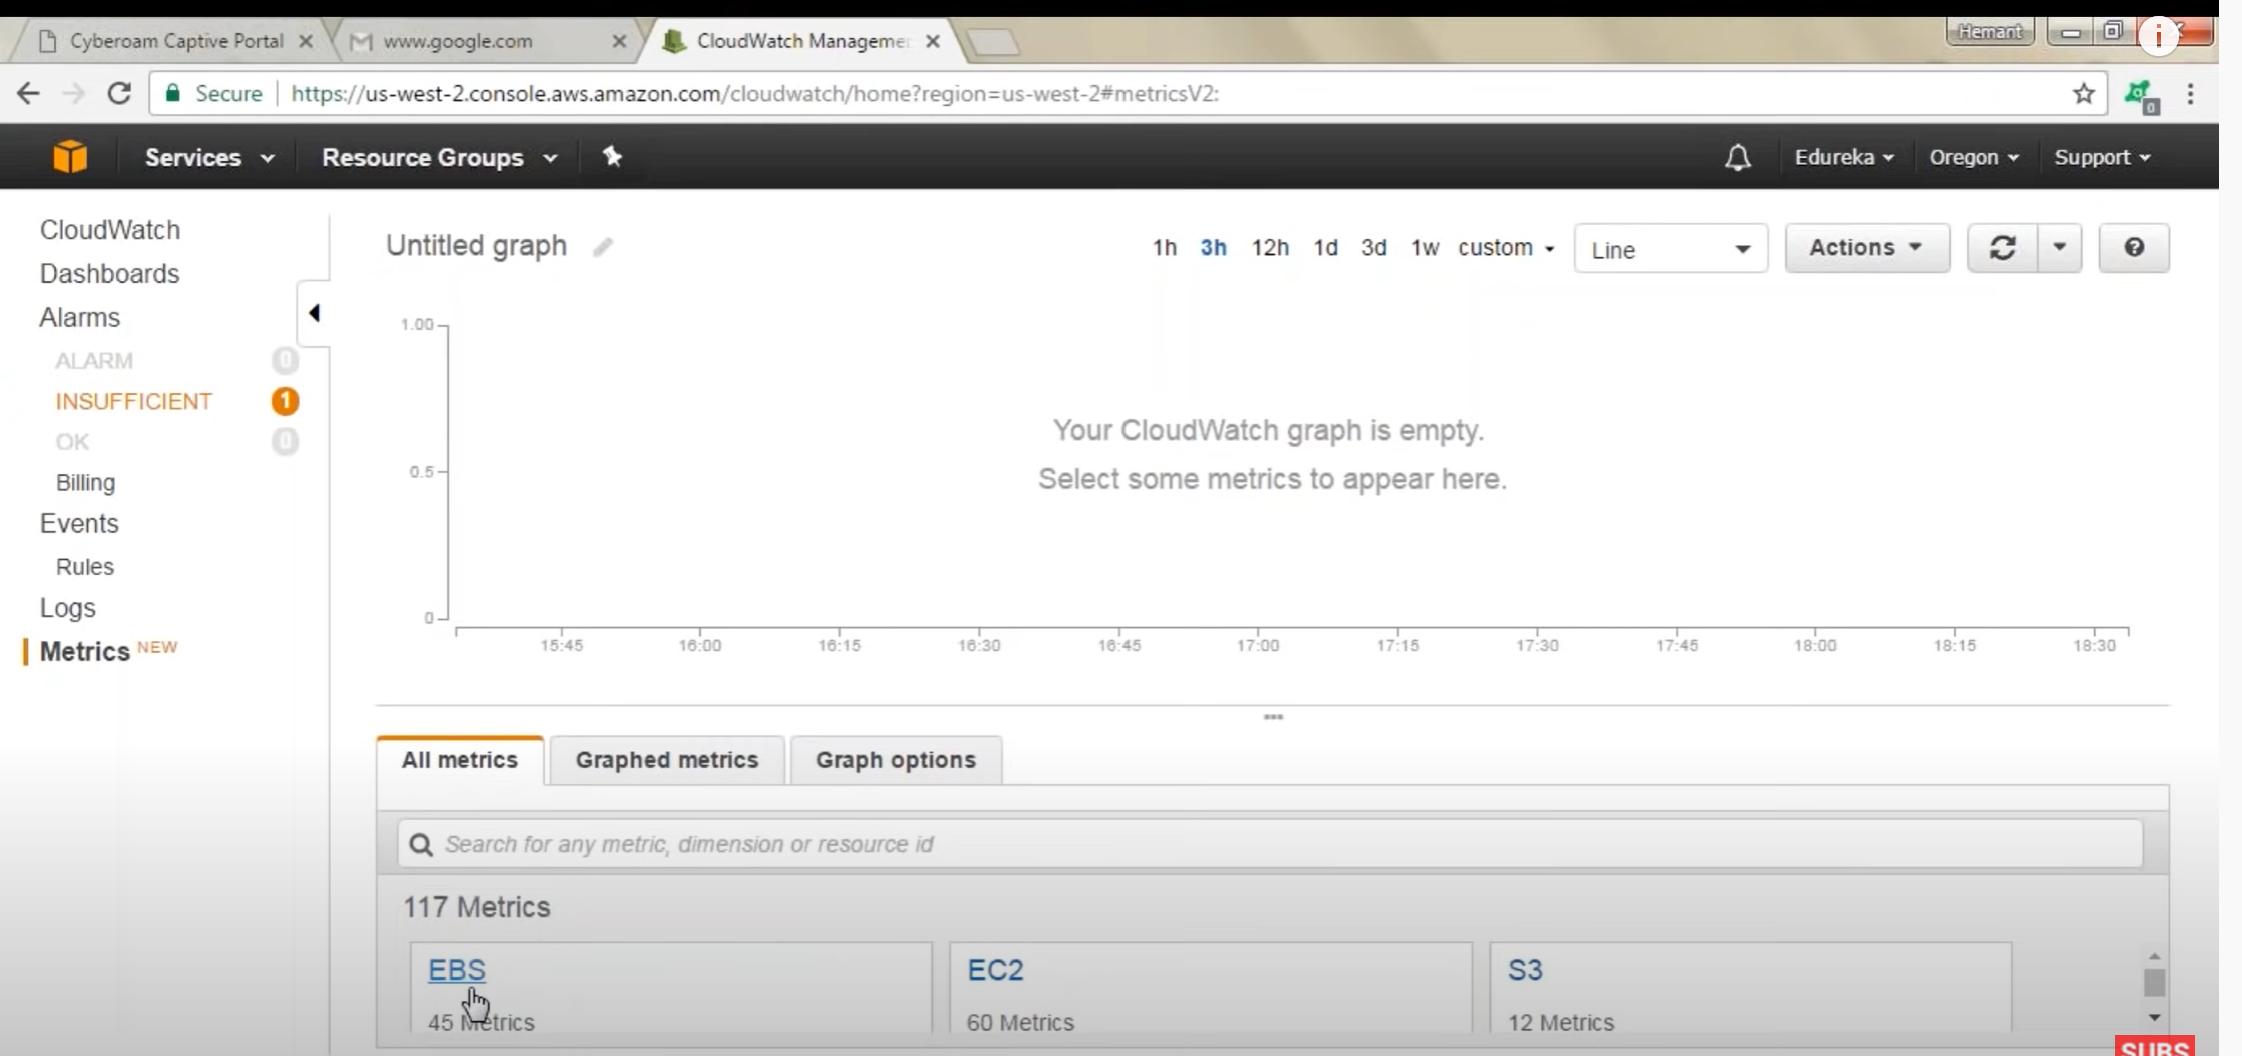 Cyberoam Captive Portal
www.google.com
CloudWatch Manageme
Hemant
Secure
https://us-west-2.console.aws.amazon.com/cloudwatch/home?region=us-west-2#metricsV2:
0
Services
Resource Groups
Edureka
Oregon
Support
CloudWatch
Dashboards
Alarms
ALARM 0
INSUFFICIENT 1
OK 0
Billing
Events
Rules
Logs
Metrics NEW
Untitled graph
1h 3h 12h 1d 3d 1w custom
Line
Actions
1.00
0.5
0
Your CloudWatch graph is empty.
Select some metrics to appear here.
15:45 16:00 16:15 16:30 16:45 17:00 17:15 17:30 17:45 18:00 18:15 18:30
All metrics
Graphed metrics
Graph options
Search for any metric, dimension or resource id
117 Metrics
EBS
45 Metrics
EC2
60 Metrics
S3
12 Metrics
SUBS